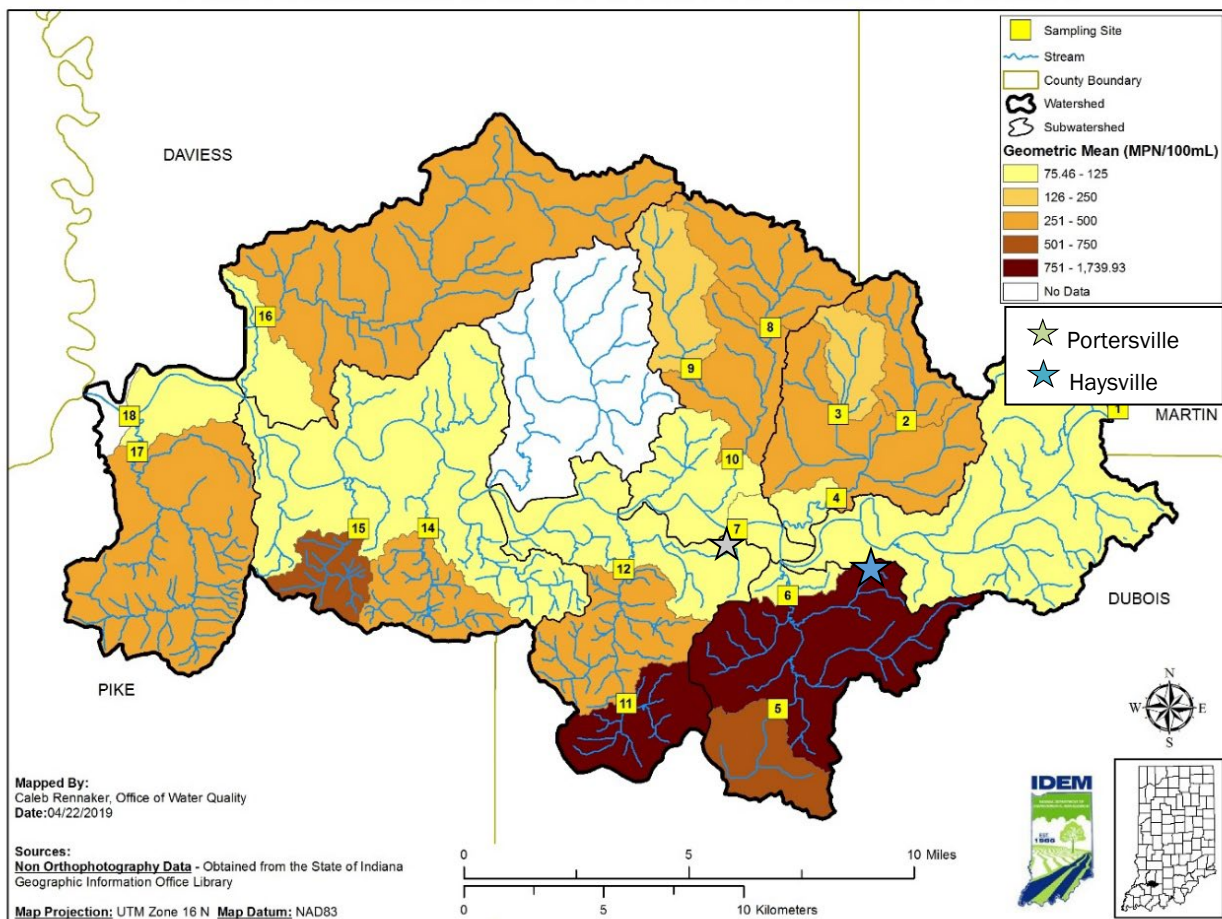 Sampling Site
Stream
County Boundary
Watershed
Subwatershed
Geometric Mean (MPN/100mL)
75.46 - 125
126 - 250
251 - 500
501 - 750
751 - 1,739.93
No Data
Portersville
Haysville
DAVIESS
MARTIN
DUBOIS
PIKE
16
8
9
3
2
1
18
17
10
4
15
14
7
12
6
11
5
N
W E
S
Mapped By:
Caleb Rennaker, Office of Water Quality
Date:04/22/2019
Sources:
Non Orthophotography Data - Obtained from the State of Indiana
Geographic Information Office Library
Map Projection: UTM Zone 16 N Map Datum: NAD83
0 5 10 Miles
0 5 10 Kilometers
IDEM
EST.
1986